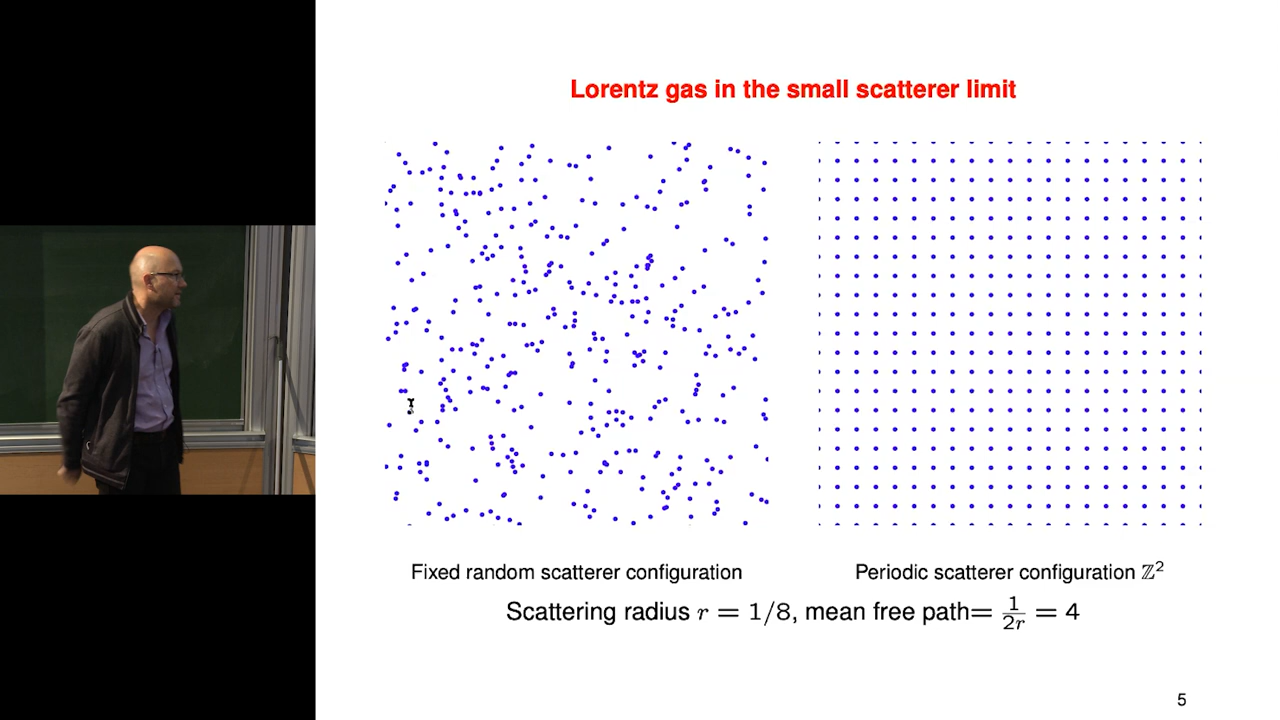 Lorentz gas in the small scatterer limit
Fixed random scatterer configuration
Periodic scatterer configuration ℤ²
Scattering radius r = 1/8, mean free path= 1/2r = 4
5